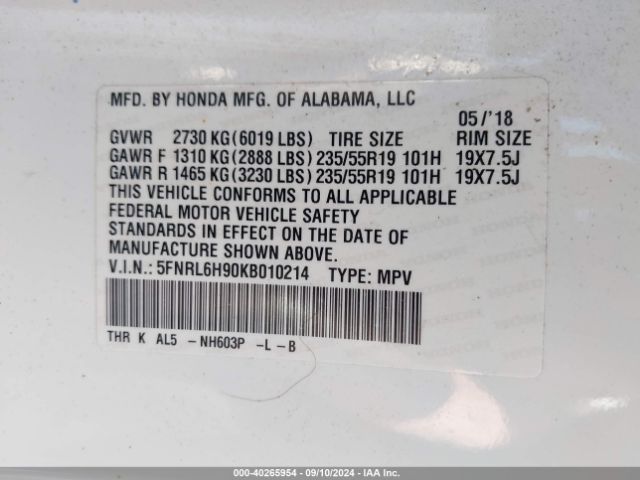 MFD. BY HONDA MFG. OF ALABAMA, LLC
05 /'18
GVWR 2730 KG (6019 LBS) TIRE SIZE RIM SIZE
GAWR F 1310 KG (2888 LBS) 235/55R19 101H 19X7.5J
GAWR R 1465 KG (3230 LBS) 235/55R19 101H 19X7.5J
THIS VEHICLE CONFORMS TO ALL APPLICABLE
FEDERAL MOTOR VEHICLE SAFETY
STANDARDS IN EFFECT ON THE DATE OF
MANUFACTURE SHOWN ABOVE.
V.I.N.: 5FNRL6H90KB010214 TYPE: MPV
THR K AL5 -NH603P -L-B
© - 40265954 - 09/10/2024 - IAA Inc.